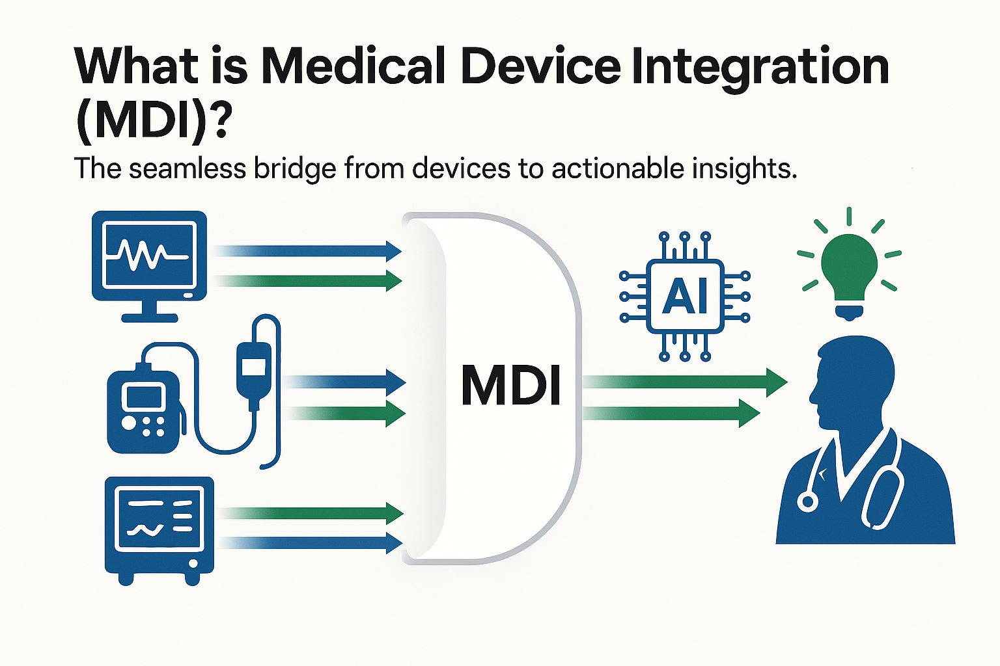 What is Medical Device Integration
(MDI)?
The seamless bridge from devices to actionable insights.
AI
MDI